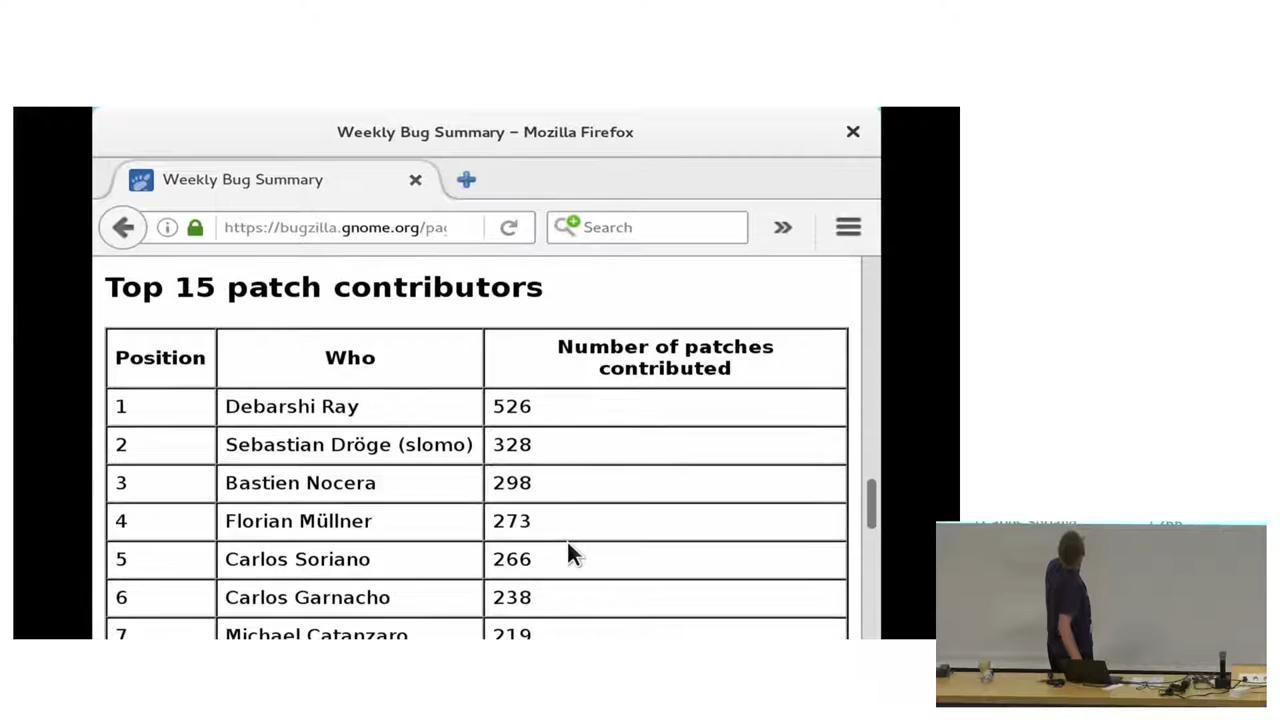 Weekly Bug Summary – Mozilla Firefox
Weekly Bug Summary
https://bugzilla.gnome.org/pag
Search
Top 15 patch contributors
Position Who Number of patches contributed
1 Debarshi Ray 526
2 Sebastian Dröge (slomo) 328
3 Bastien Nocera 298
4 Florian Müllner 273
5 Carlos Soriano 266
6 Carlos Garnacho 238
7 Michael Catanzaro 219